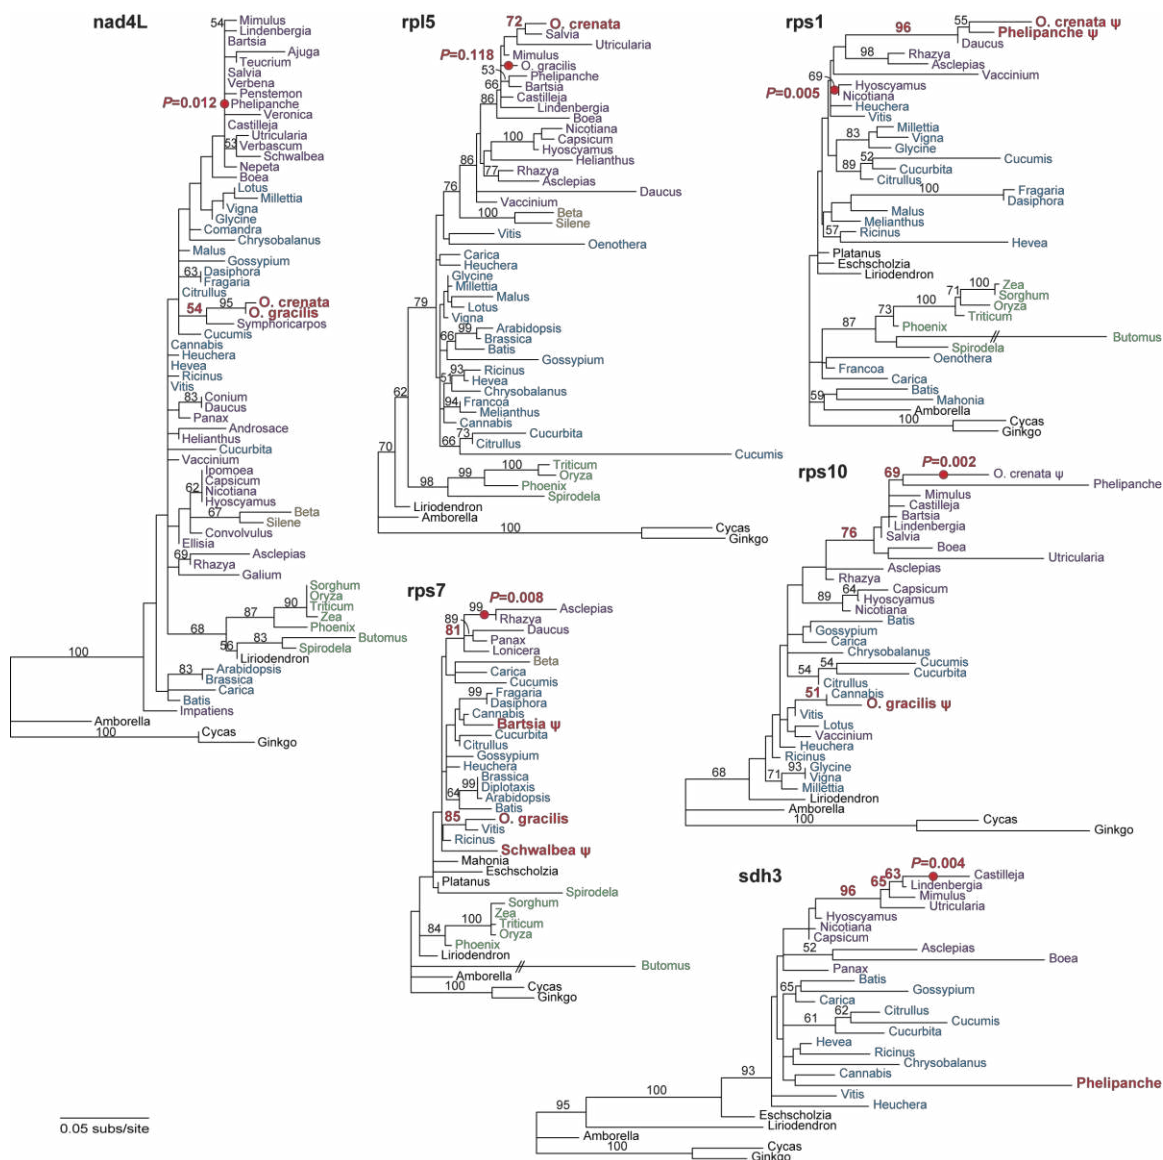 nad4L
54
Mimulus
Lindenbergia
Bartsia
Ajuga
Teucrium
Salvia
Verbena
Penstemon
P=0.012
Phelipanche
Veronica
Castilleja
Utricularia
53
Verbascum
Schwalbea
Nepeta
Boea
Lotus
Millettia
Vigna
Glycine
Comandra
Chrysobalanus
Malus
Gossypium
63
Dasiphora
Fragaria
Citrullus
95
O. crenata
54
O. gracilis
Symphoricarpos
Cucumis
Cannabis
Heuchera
Hevea
Ricinus
Vitis
83
Conium
Daucus
Panax
Androsace
Helianthus
Cucurbita
Vaccinium
Ipomoea
Capsicum
62
Nicotiana
Hyoscyamus
67
Beta
Silene
Convolvulus
Ellisia
69
Asclepias
Rhazya
Galium
Sorghum
Oryza
90
Triticum
87
Zea
Phoenix
68
83
Butomus
56
Spirodela
Liriodendron
100
83
Arabidopsis
Brassica
Carica
Batis
Impatiens
Amborella
100
Cycas
Ginkgo
0.05 subs/site
rpl5
72
O. crenata
Salvia
Utricularia
P=0.118
Mimulus
O. gracilis
53
Phelipanche
66
Bartsia
Castilleja
86
Lindenbergia
Boea
Nicotiana
100
Capsicum
Hyoscyamus
86
Helianthus
77
Rhazya
Asclepias
76
Daucus
Vaccinium
100
Beta
Silene
Vitis
Oenothera
Carica
Heuchera
Glycine
Millettia
79
Malus
Lotus
Vigna
99
Arabidopsis
66
Brassica
Batis
Gossypium
93
Ricinus
51
Hevea
Chrysobalanus
62
94
Francoa
Melianthus
Cannabis
73
Cucurbita
66
Citrullus
70
Cucumis
100
Triticum
99
Oryza
98
Phoenix
Spirodela
Liriodendron
Amborella
100
Cycas
Ginkgo
rps1
55
O. crenata ψ
96
Phelipanche ψ
Daucus
98
Rhazya
Asclepias
69
Vaccinium
P=0.005
Hyoscyamus
Nicotiana
Heuchera
Vitis
83
Millettia
Vigna
Glycine
52
Cucumis
89
Cucurbita
Citrullus
100
Fragaria
Dasiphora
Malus
Melianthus
57
Ricinus
Hevea
Platanus
Eschscholzia
Liriodendron
100
Zea
71
Sorghum
100
Oryza
73
Triticum
87
Phoenix
Butomus
Spirodela
Oenothera
Francoa
Carica
Batis
59
Mahonia
Amborella
100
Cycas
Ginkgo
rps10
P=0.002
69
O. crenata ψ
Phelipanche
Mimulus
Castilleja
Bartsia
Lindenbergia
76
Salvia
Boea
Utricularia
Asclepias
Rhazya
64
Capsicum
89
Hyoscyamus
Nicotiana
Batis
Gossypium
Carica
Chrysobalanus
54
Cucumis
54
Cucurbita
Citrullus
51
Cannabis
O. gracilis ψ
Vitis
Lotus
Vaccinium
Heuchera
Ricinus
93
Glycine
68
71
Vigna
Millettia
Liriodendron
Amborella
100
Cycas
Ginkgo
rps7
P=0.008
99
Asclepias
89
Rhazya
81
Daucus
Panax
Lonicera
Beta
Carica
Cucumis
99
Fragaria
Dasiphora
Cannabis
Bartsia ψ
Cucurbita
Citrullus
Gossypium
Heuchera
Brassica
99
Diplotaxis
64
Arabidopsis
Batis
85
O. gracilis
Vitis
Ricinus
Schwalbea ψ
Mahonia
Eschscholzia
Platanus
Spirodela
Sorghum
Zea
100
Triticum
84
Oryza
Phoenix
Liriodendron
Butomus
Amborella
100
Cycas
Ginkgo
sdh3
P=0.004
63
Castilleja
65
Lindenbergia
96
Mimulus
Utricularia
Hyoscyamus
Nicotiana
Capsicum
52
Asclepias
Boea
Panax
Batis
65
Gossypium
Carica
62
Citrullus
61
Cucumis
Cucurbita
Hevea
Ricinus
Chrysobalanus
93
Cannabis
Phelipanche
100
Vitis
95
Heuchera
Eschscholzia
Liriodendron
Amborella
100
Cycas
Ginkgo